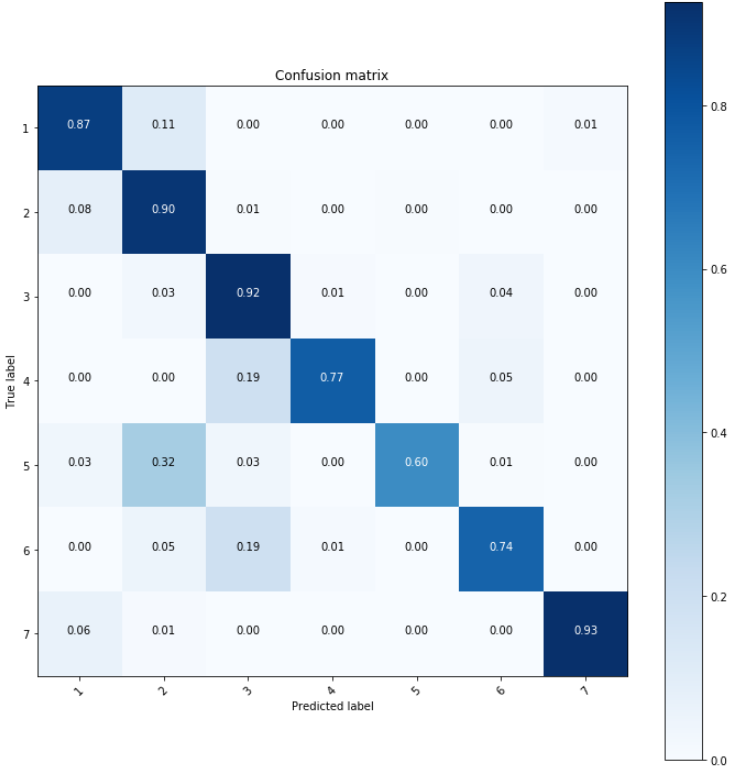 Confusion matrix
1 0.87 0.11 0.00 0.00 0.00 0.00 0.01
2 0.08 0.90 0.01 0.00 0.00 0.00 0.00
3 0.00 0.03 0.92 0.01 0.00 0.04 0.00
4 0.00 0.00 0.19 0.77 0.00 0.05 0.00
5 0.03 0.32 0.03 0.00 0.60 0.01 0.00
6 0.00 0.05 0.19 0.01 0.00 0.74 0.00
7 0.06 0.01 0.00 0.00 0.00 0.00 0.93
True label
1 2 3 4 5 6 7
Predicted label
0.8
0.6
0.4
0.2
0.0